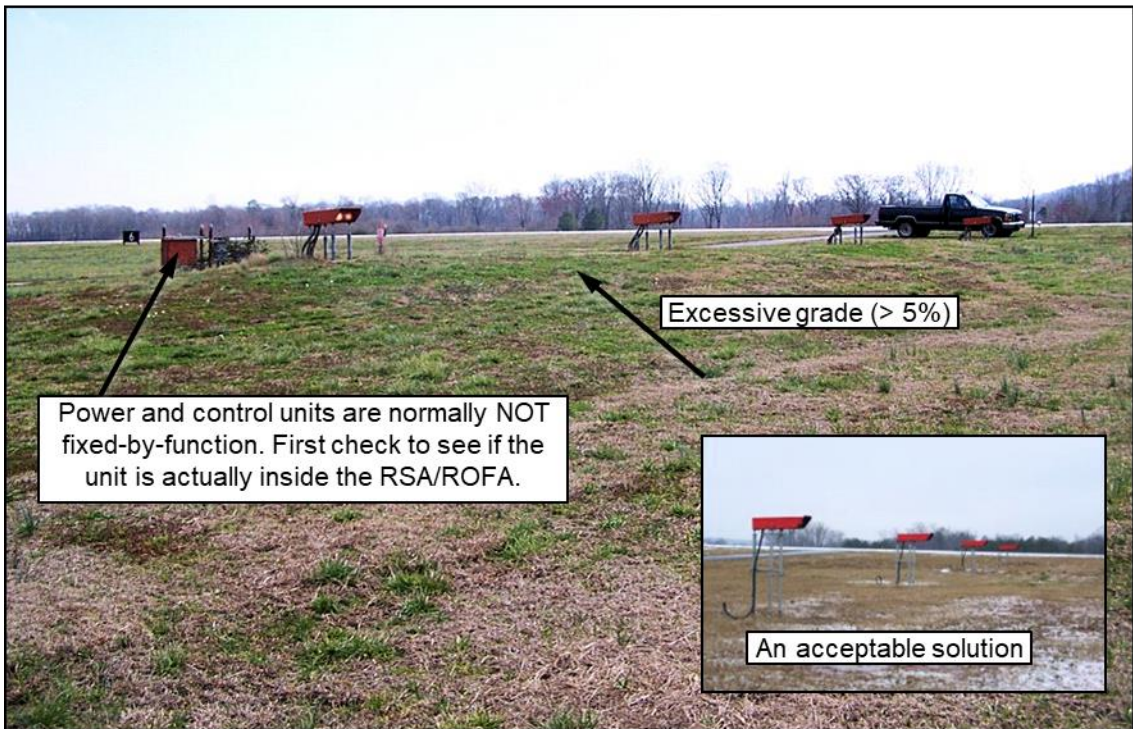 Excessive grade (> 5%)
Power and control units are normally NOT
fixed-by-function. First check to see if the
unit is actually inside the RSA/ROFA.
An acceptable solution